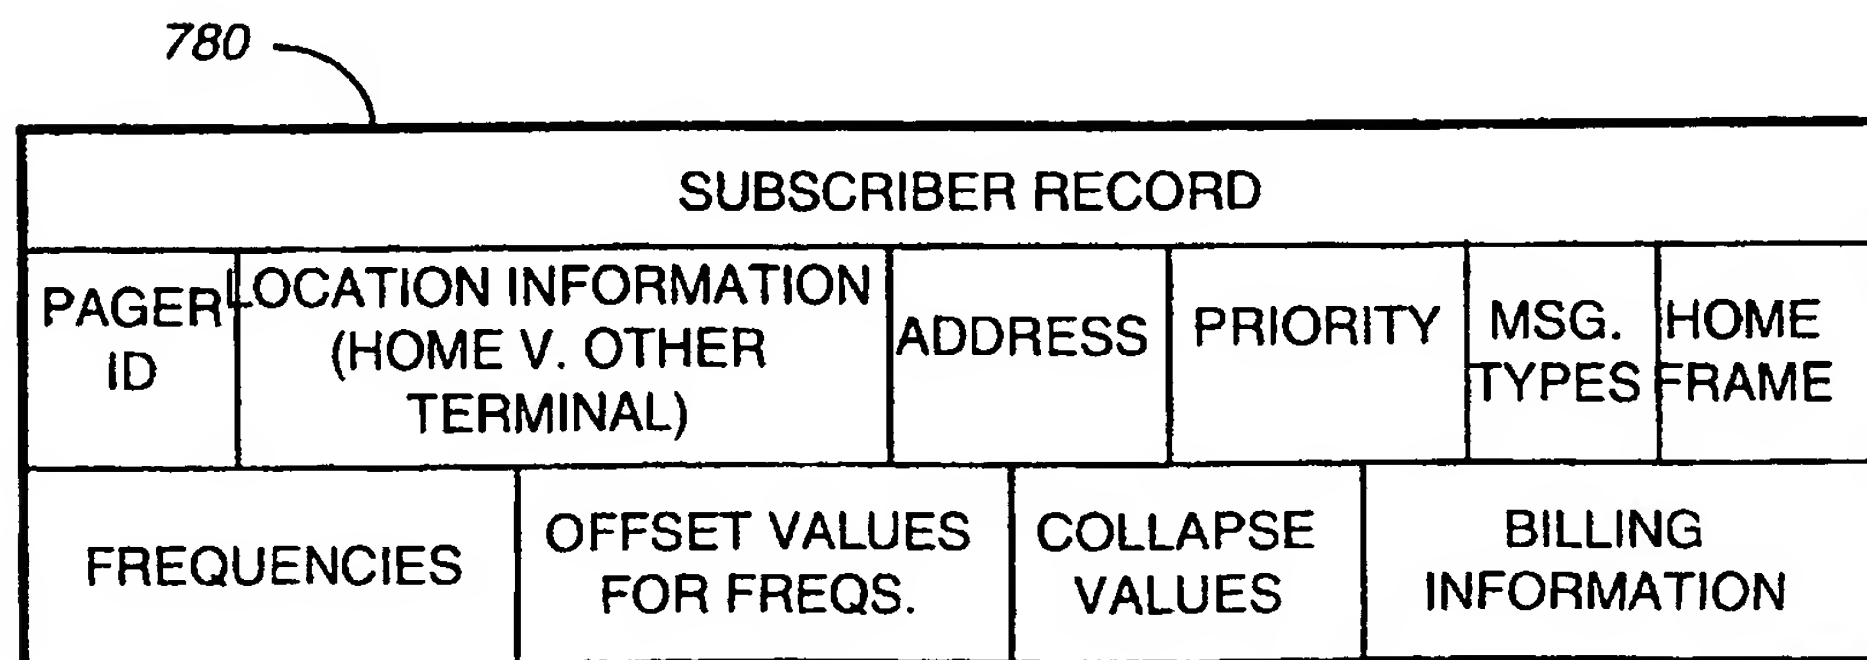 780
SUBSCRIBER RECORD
PAGER
ID
LOCATION INFORMATION
(HOME V. OTHER
TERMINAL)
ADDRESS
PRIORITY
MSG.
TYPES
HOME
FRAME
FREQUENCIES
OFFSET VALUES
FOR FREQS.
COLLAPSE
VALUES
BILLING
INFORMATION